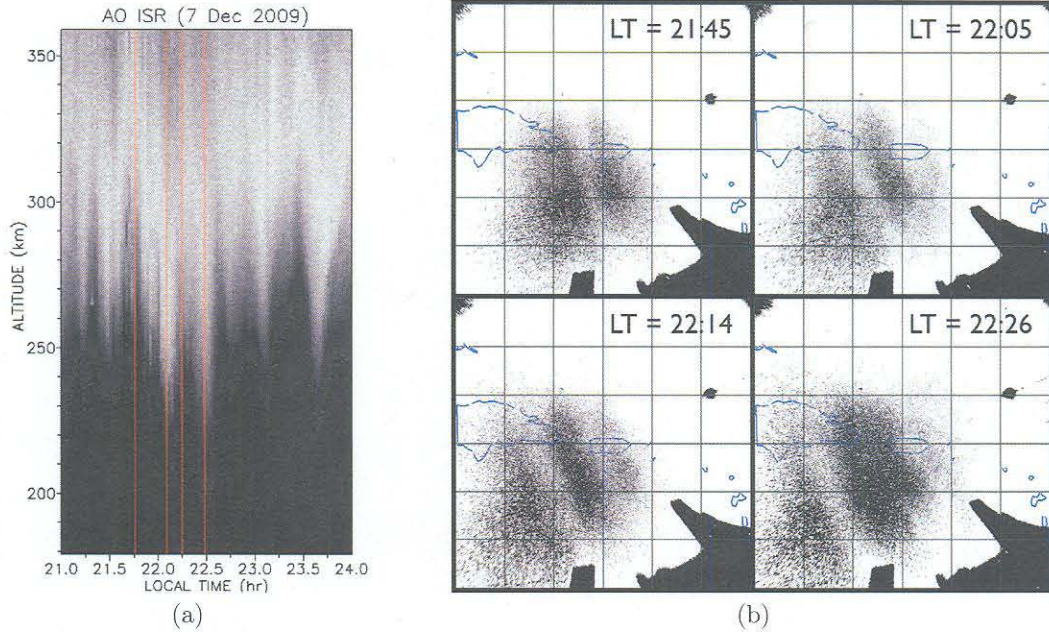 AO ISR (7 Dec 2009)
350
300
250
200
ALTITUDE (km)
21.0 21.5 22.0 22.5 23.0 23.5 24.0
LOCAL TIME (hr)
(a)
LT = 21:45
LT = 22:05
LT = 22:14
LT = 22:26
(b)